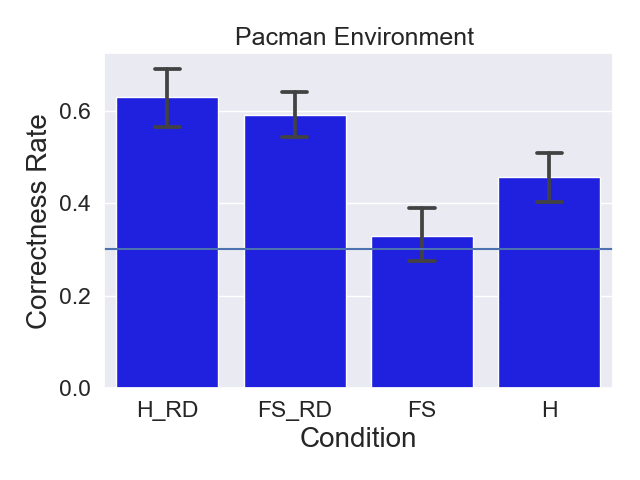 Pacman Environment
Correctness Rate
0.6
0.4
0.2
0.0
H_RD FS_RD FS H
Condition